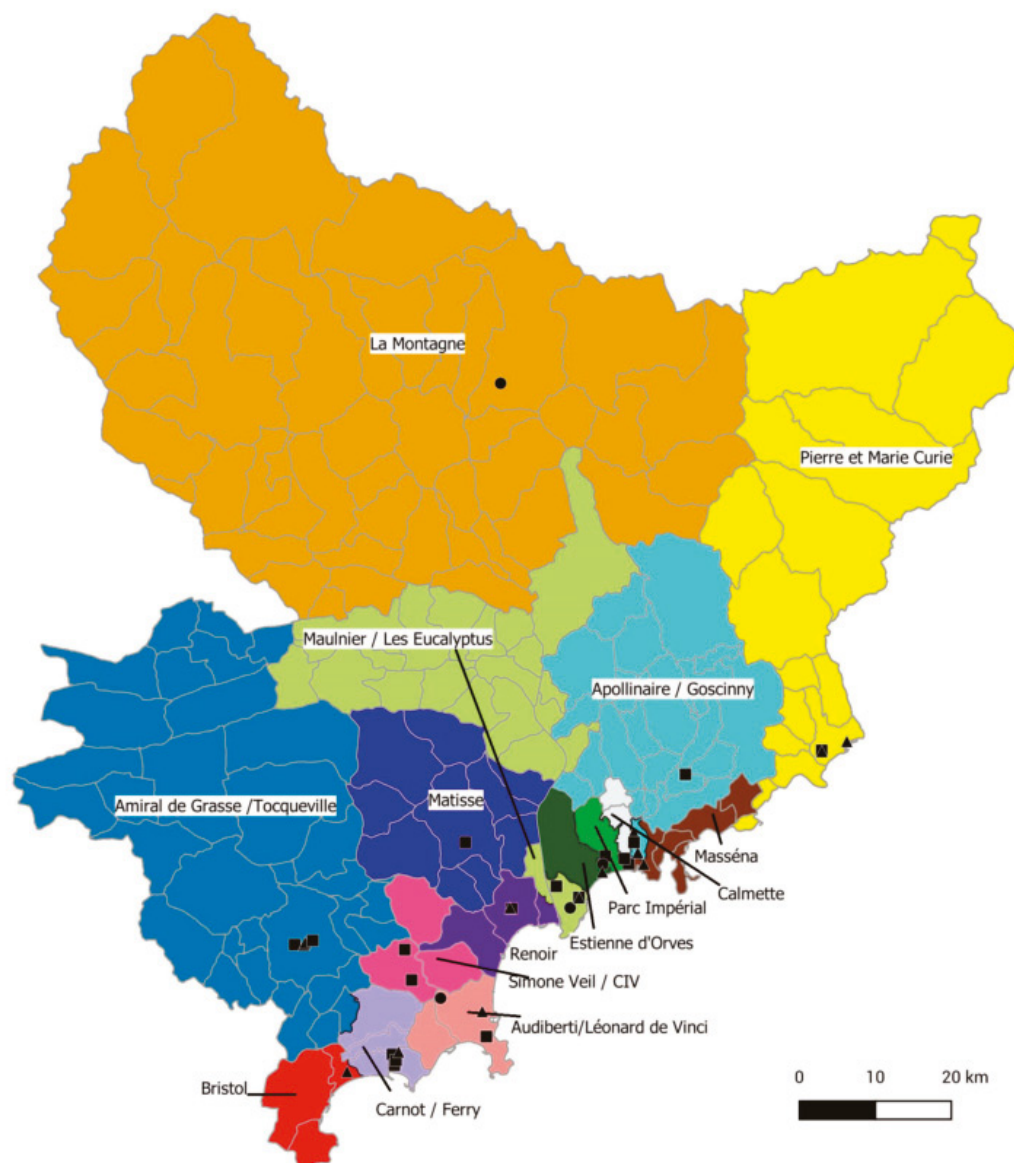 La Montagne
Pierre et Marie Curie
Maulnier / Les Eucalyptus
Apollinaire / Goscinny
Amiral de Grasse /Tocqueville
Matisse
Masséna
Calmette
Parc Impérial
Estienne d'Orves
Renoir
Simone Veil / CIV
Audiberti/Léonard de Vinci
Bristol
Carnot / Ferry
0 10 20 km